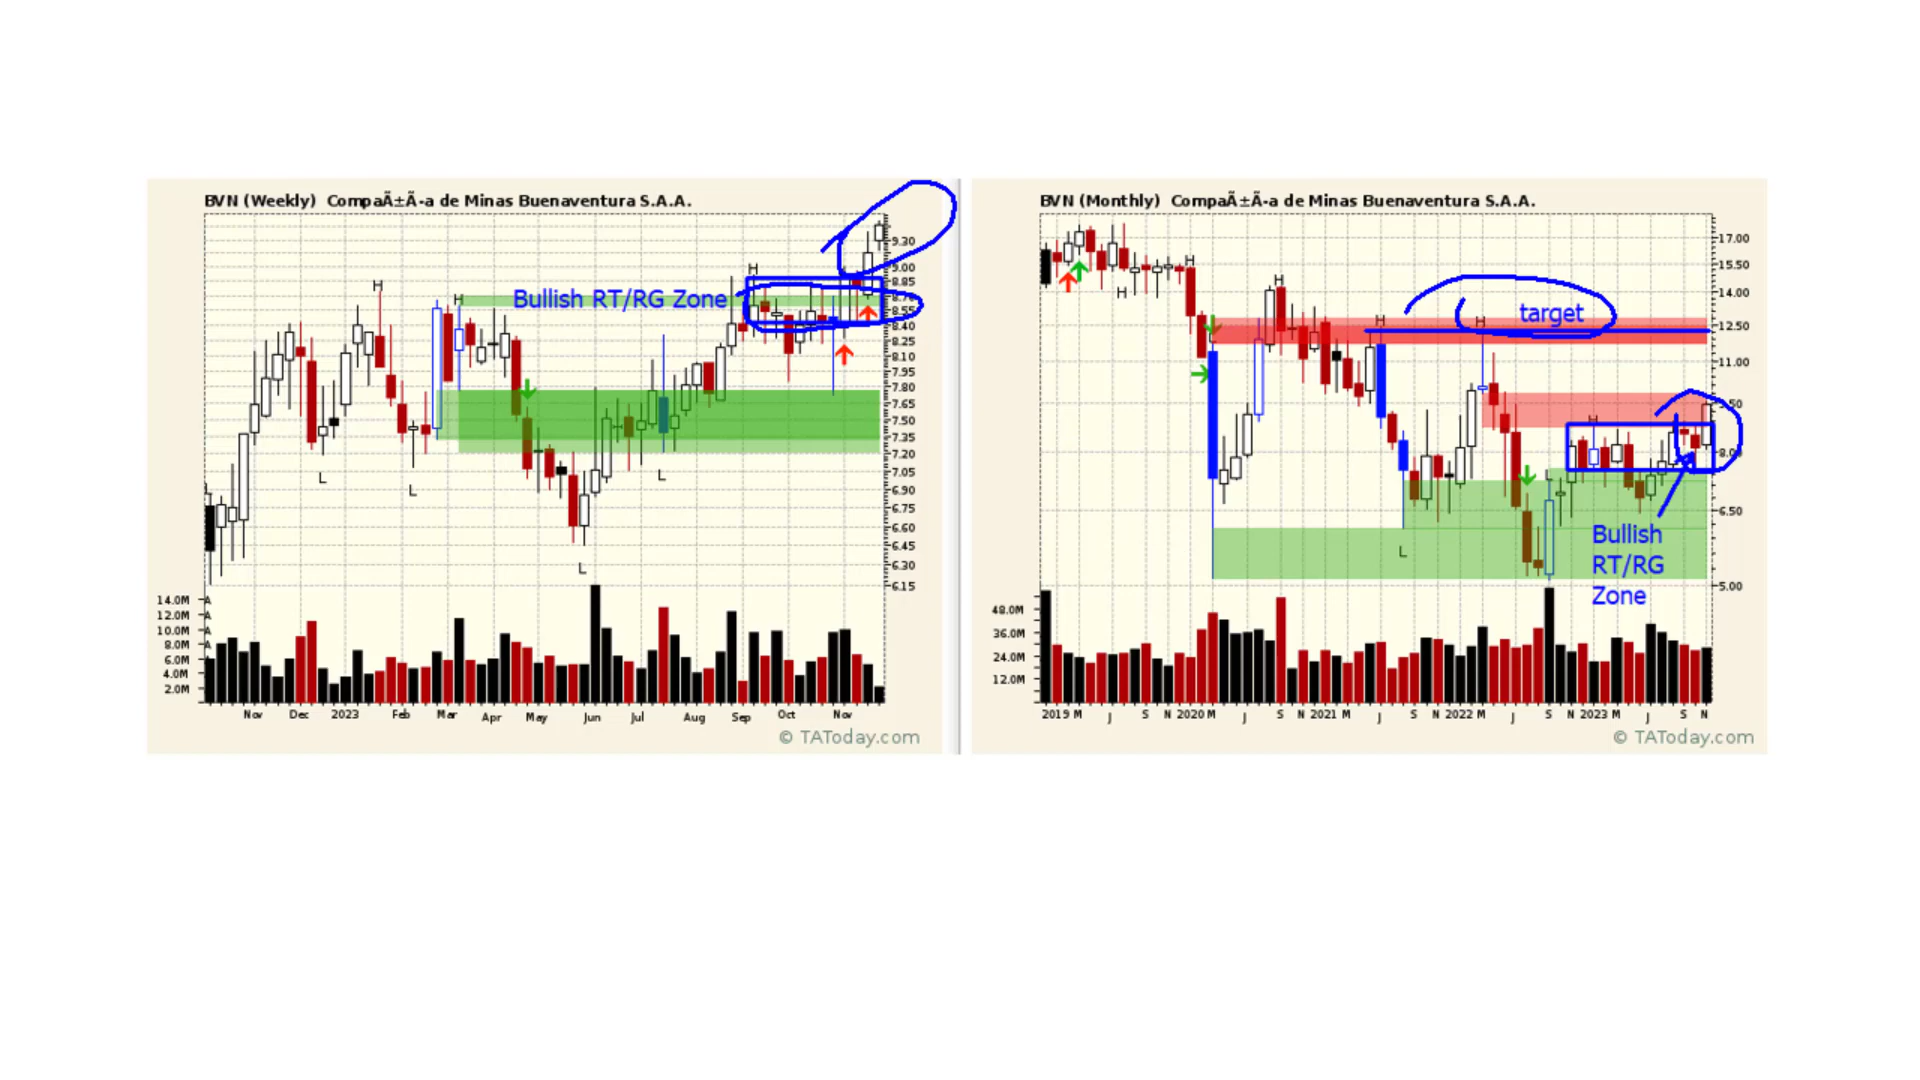 BVN (Weekly)  CompaÃ±Ã-a de Minas Buenaventura S.A.A.
H
H
H
Bullish RT/RG Zone
L
L
L
L
9.30
9.00
8.85
8.70
8.55
8.40
8.25
8.10
7.95
7.80
7.65
7.50
7.35
7.20
7.05
6.90
6.75
6.60
6.45
6.30
6.15
14.0M
12.0M
10.0M
8.0M
6.0M
4.0M
2.0M
Nov Dec 2023 Feb Mar Apr May Jun Jul Aug Sep Oct Nov
© TAToday.com
BVN (Monthly)  CompaÃ±Ã-a de Minas Buenaventura S.A.A.
H
H
H
H
H
H
target
L
L
Bullish
RT/RG
Zone
17.00
15.50
14.00
12.50
11.00
8.00
6.50
5.00
48.0M
36.0M
24.0M
12.0M
2019 M J S N 2020 M J S N 2021 M J S N 2022 M J S N 2023 M J S N
© TAToday.com